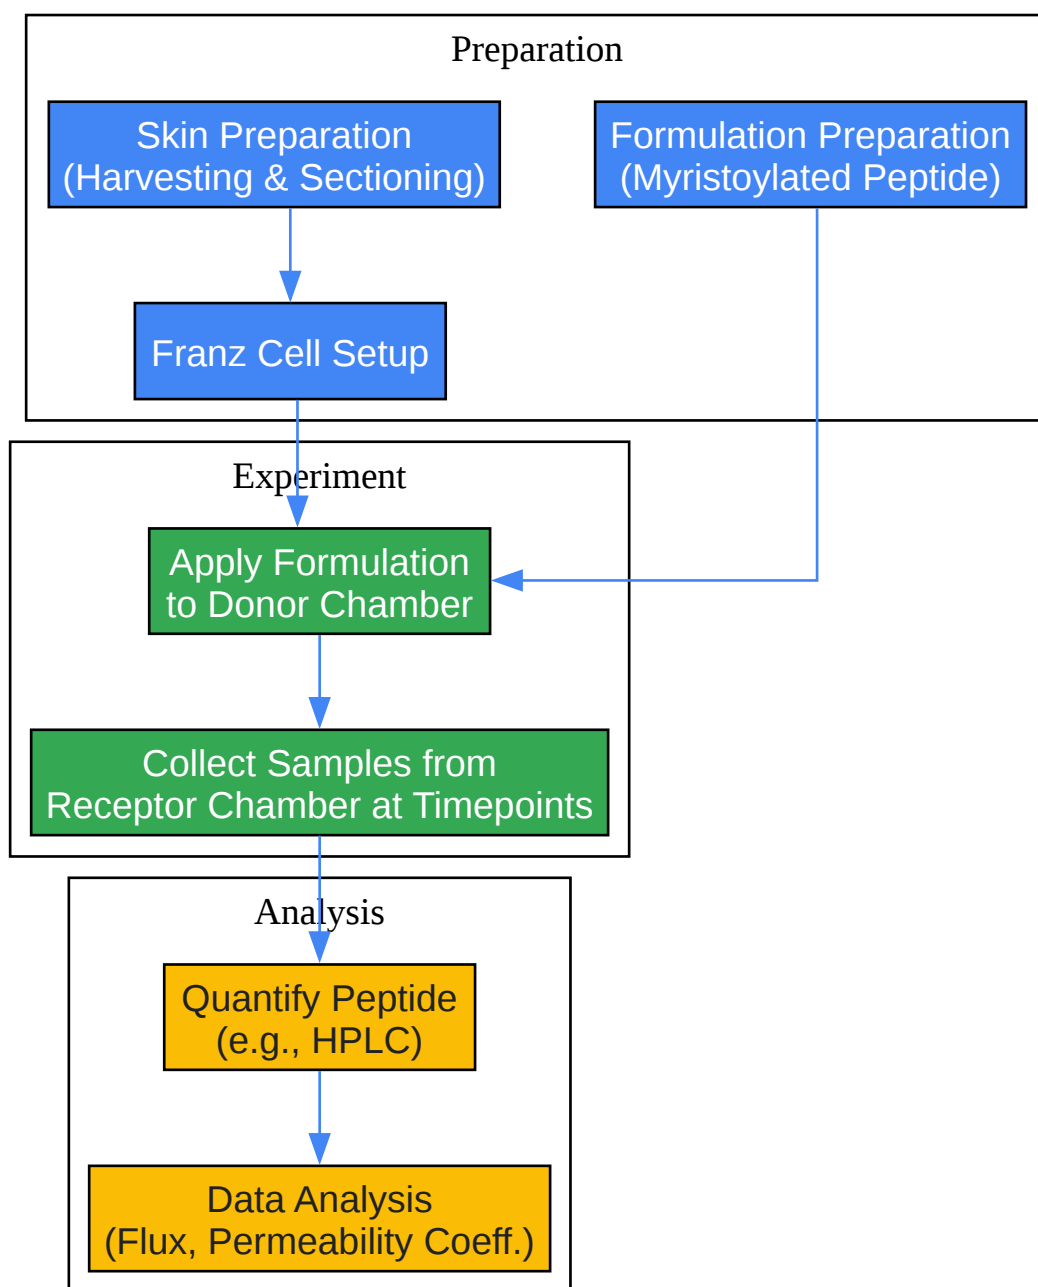 Preparation
Skin Preparation
(Harvesting & Sectioning)
Formulation Preparation
(Myristoylated Peptide)
Franz Cell Setup
Experiment
Apply Formulation
to Donor Chamber
Collect Samples from
Receptor Chamber at Timepoints
Analysis
Quantify Peptide
(e.g., HPLC)
Data Analysis
(Flux, Permeability Coeff.)